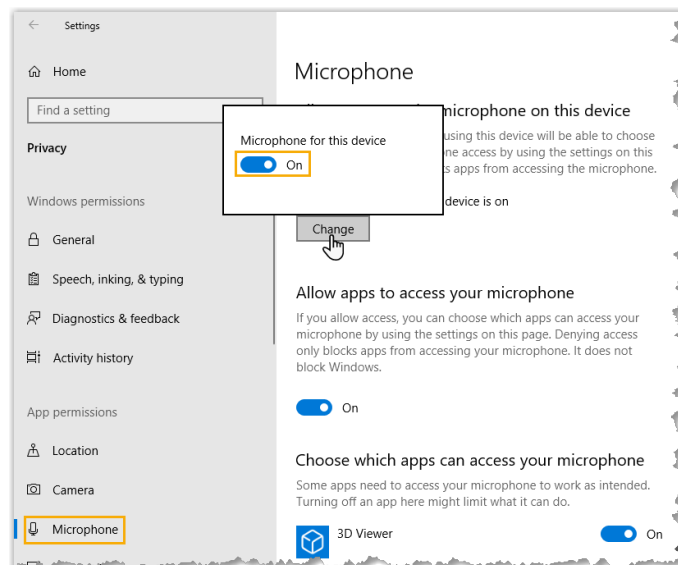 Settings
Home
Find a setting
Privacy
Windows permissions
General
Speech, inking, & typing
Diagnostics & feedback
Activity history
App permissions
Location
Camera
Microphone
Microphone
microphone on this device
using this device will be able to choose
access by using the settings on this
apps from accessing the microphone.
device is on
Microphone for this device
On
Change
Allow apps to access your microphone
If you allow access, you can choose which apps can access your
microphone by using the settings on this page. Denying access
only blocks apps from accessing your microphone. It does not
block Windows.
On
Choose which apps can access your microphone
Some apps need to access your microphone to work as intended.
Turning off an app here might limit what it can do.
3D Viewer
On